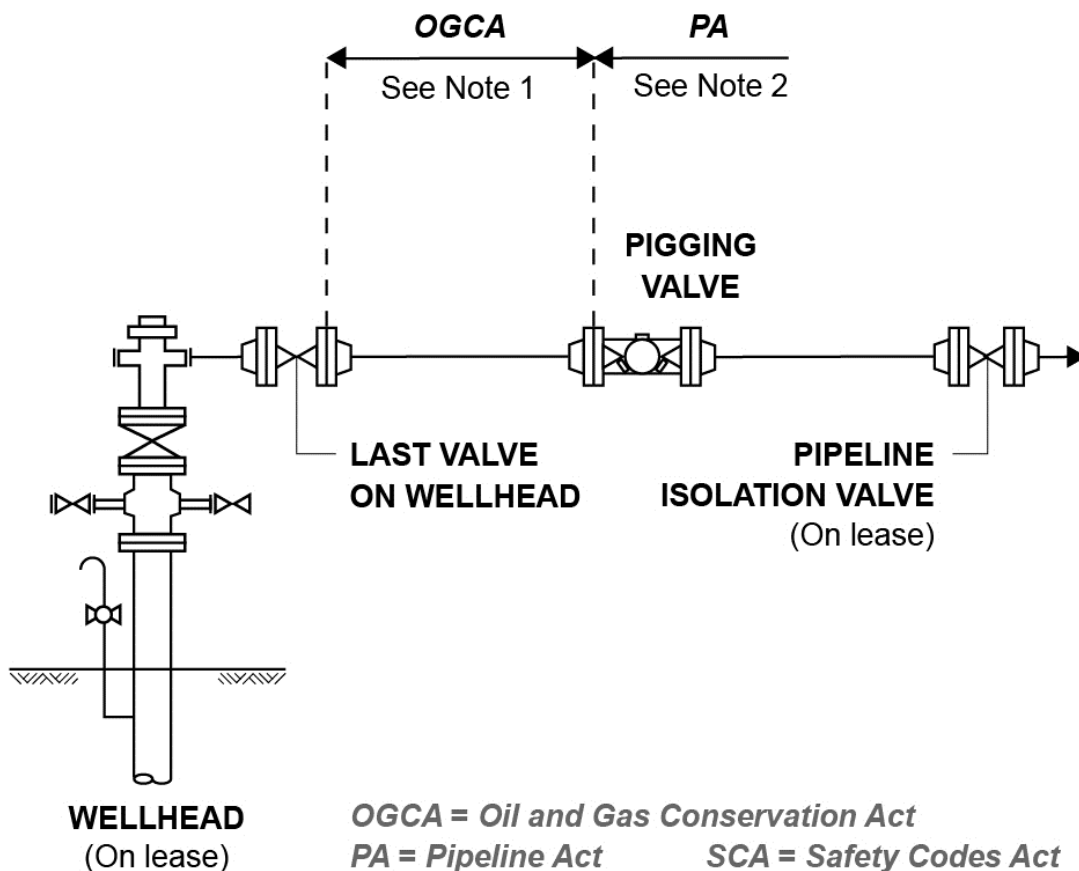 OGCA PA
See Note 1 See Note 2
PIGGING
VALVE
LAST VALVE
ON WELLHEAD
PIPELINE
ISOLATION VALVE
(On lease)
WELLHEAD
(On lease)
OGCA = Oil and Gas Conservation Act
PA = Pipeline Act SCA = Safety Codes Act